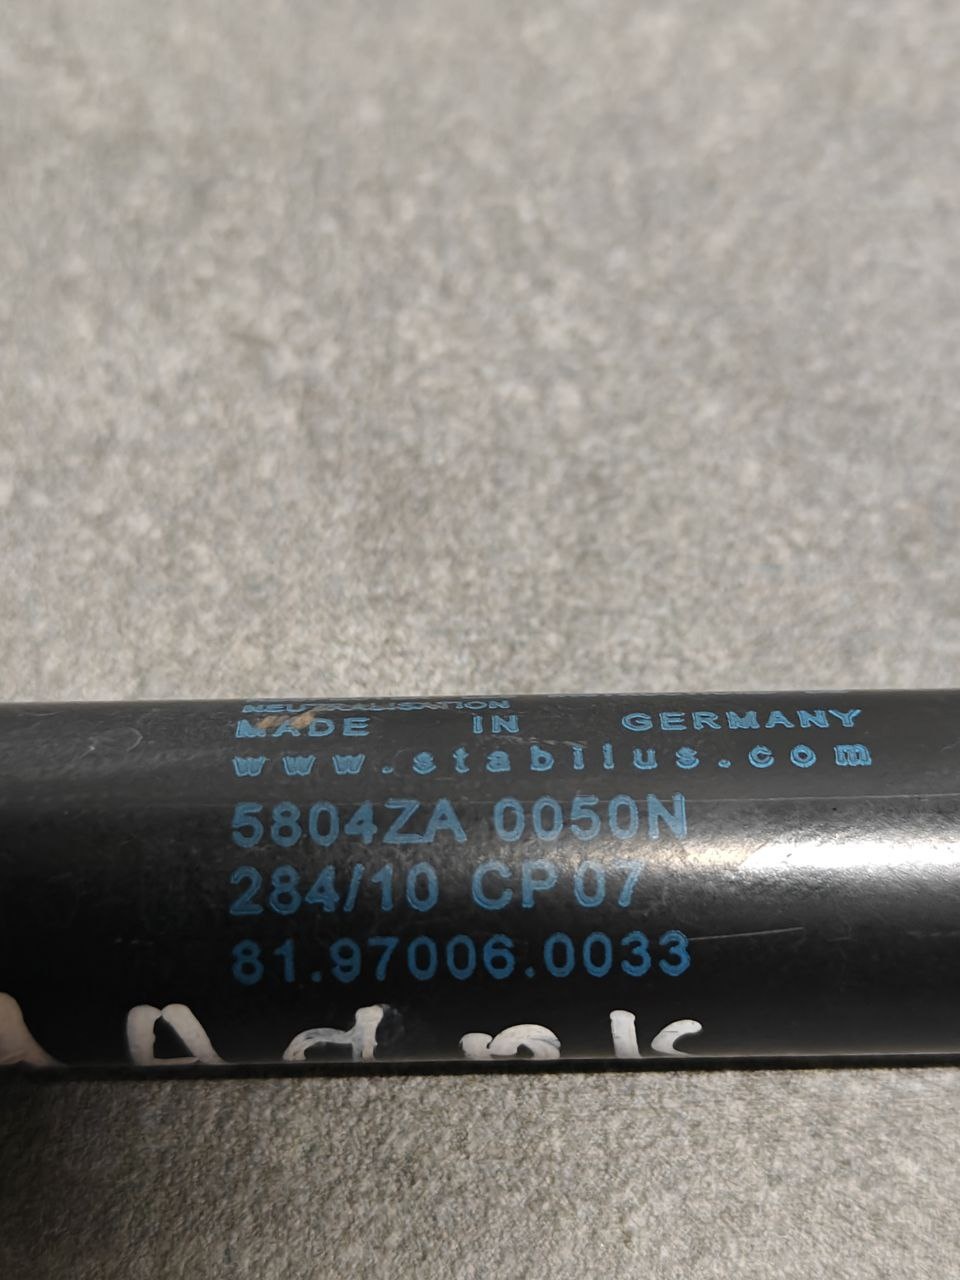 NEUTRALISATION
MADE IN GERMANY
www.stabilus.com
5804ZA 0050N
284/10 CP07
81.97006.0033